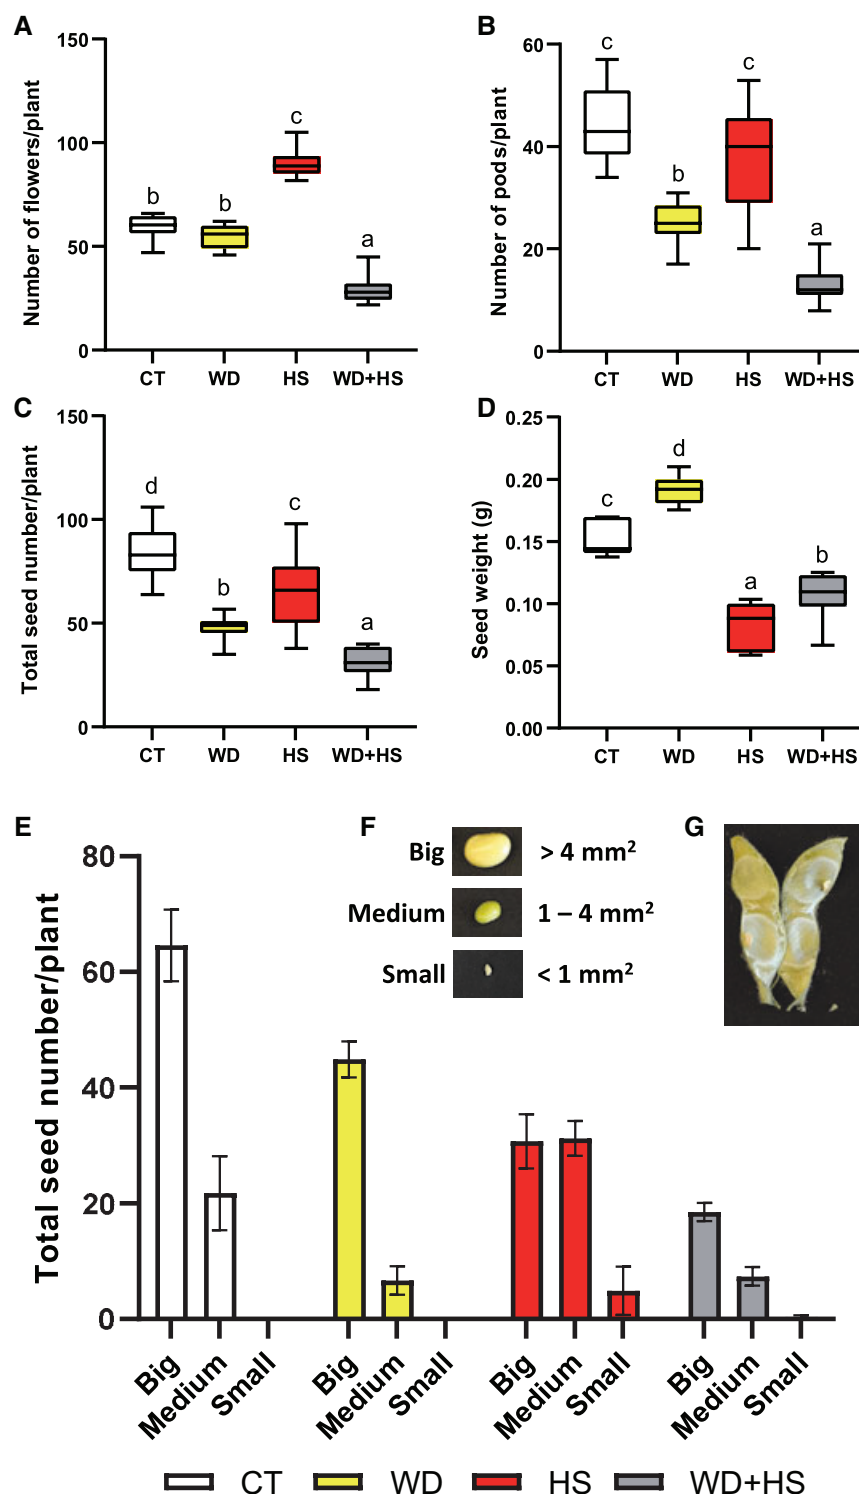 A
Number of flowers/plant
150
100
50
0
b
b
c
a
CT
WD
HS
WD+HS
B
Number of pods/plant
60
40
20
0
c
b
c
a
CT
WD
HS
WD+HS
C
Total seed number/plant
150
100
50
0
d
b
c
a
CT
WD
HS
WD+HS
D
Seed weight (g)
0.25
0.20
0.15
0.10
0.05
0.00
c
d
a
b
CT
WD
HS
WD+HS
E
Total seed number/plant
80
60
40
20
0
Big
Medium
Small
Big
Medium
Small
Big
Medium
Small
Big
Medium
Small
F
Big > 4 mm²
Medium 1 – 4 mm²
Small < 1 mm²
G
CT WD HS WD+HS